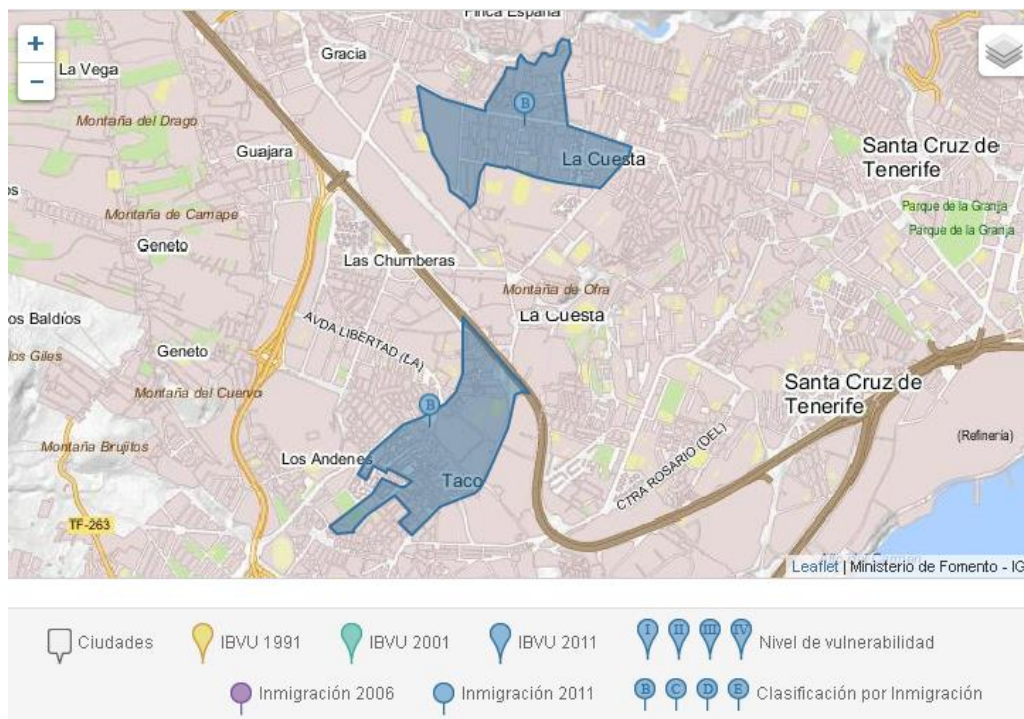 Finca España
+
Gracia
La Vega
−
B
Montaña del Drago
Guajara
La Cuesta
Santa Cruz de
Tenerife
Parque de la Granja
Parque de la Granja
Montaña de Camape
Geneto
Las Chumberas
Montaña de Ofra
La Cuesta
os Baldíos
AVDA LIBERTAD (LA)
los Giles
Geneto
Montaña del Cuervo
Santa Cruz de
Tenerife
B
Montaña Brujitos
(Refinería)
Los Andenes
CTRA ROSARIO (DEL)
Taco
TF-263
Leaflet | Ministerio de Fomento - IG
Ciudades IBVU 1991 IBVU 2001 IBVU 2011 I II III IV Nivel de vulnerabilidad
Inmigración 2006 Inmigración 2011 B C D E Clasificación por Inmigración